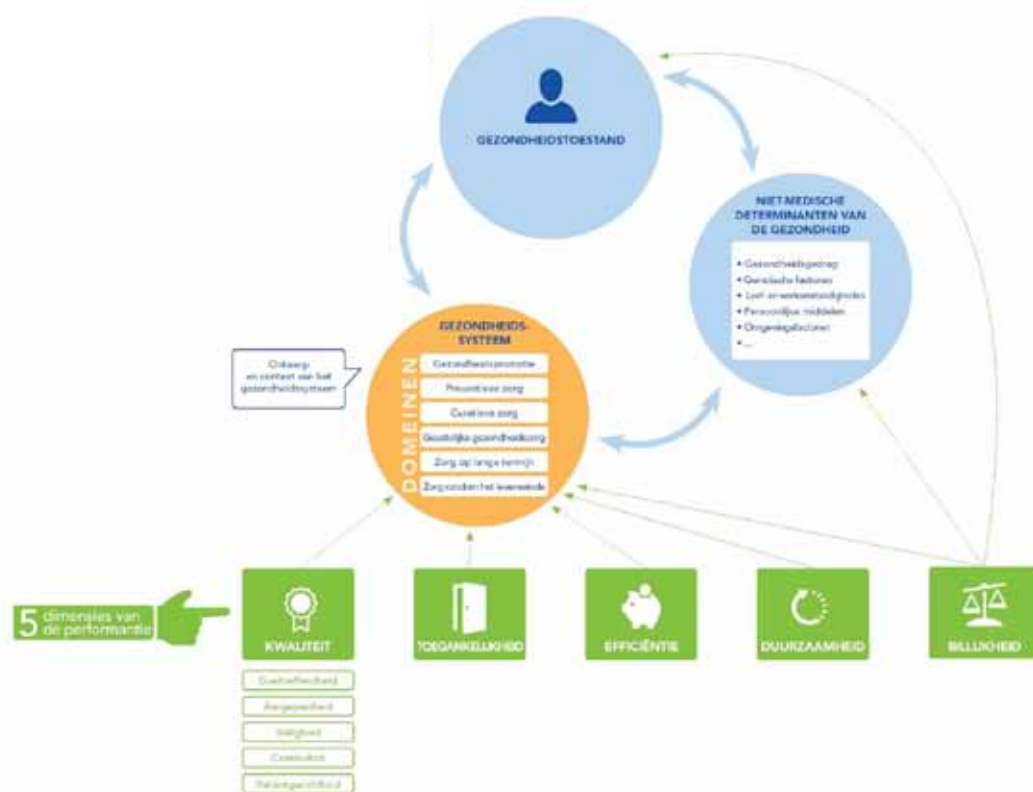 GEZONDHEIDSTOESTAND
NIET-MEDISCHE
DETERMINANTEN VAN
DE GEZONDHEID
• Gezondheidsgedrag
• Genetische factoren
• Leef- en werkomstandigheden
• Persoonlijke middelen
• Omgevingsfactoren
• ...
GEZONDHEIDS-
SYSTEEM
DOMEINEN
Gezondheidspromotie
Preventieve zorg
Curatieve zorg
Geestelijke gezondheidszorg
Zorg op lange termijn
Zorg rond het levenseinde
Ontwerp
en context van het
gezondheidssysteem
5 dimensies van
de performantie
KWALITEIT
TOEGANKELIJKHEID
EFFICIËNTIE
DUURZAAMHEID
BILLIJKHEID
Doeltreffendheid
Aangepastheid
Veiligheid
Continuïteit
Patiëntgerichtheid